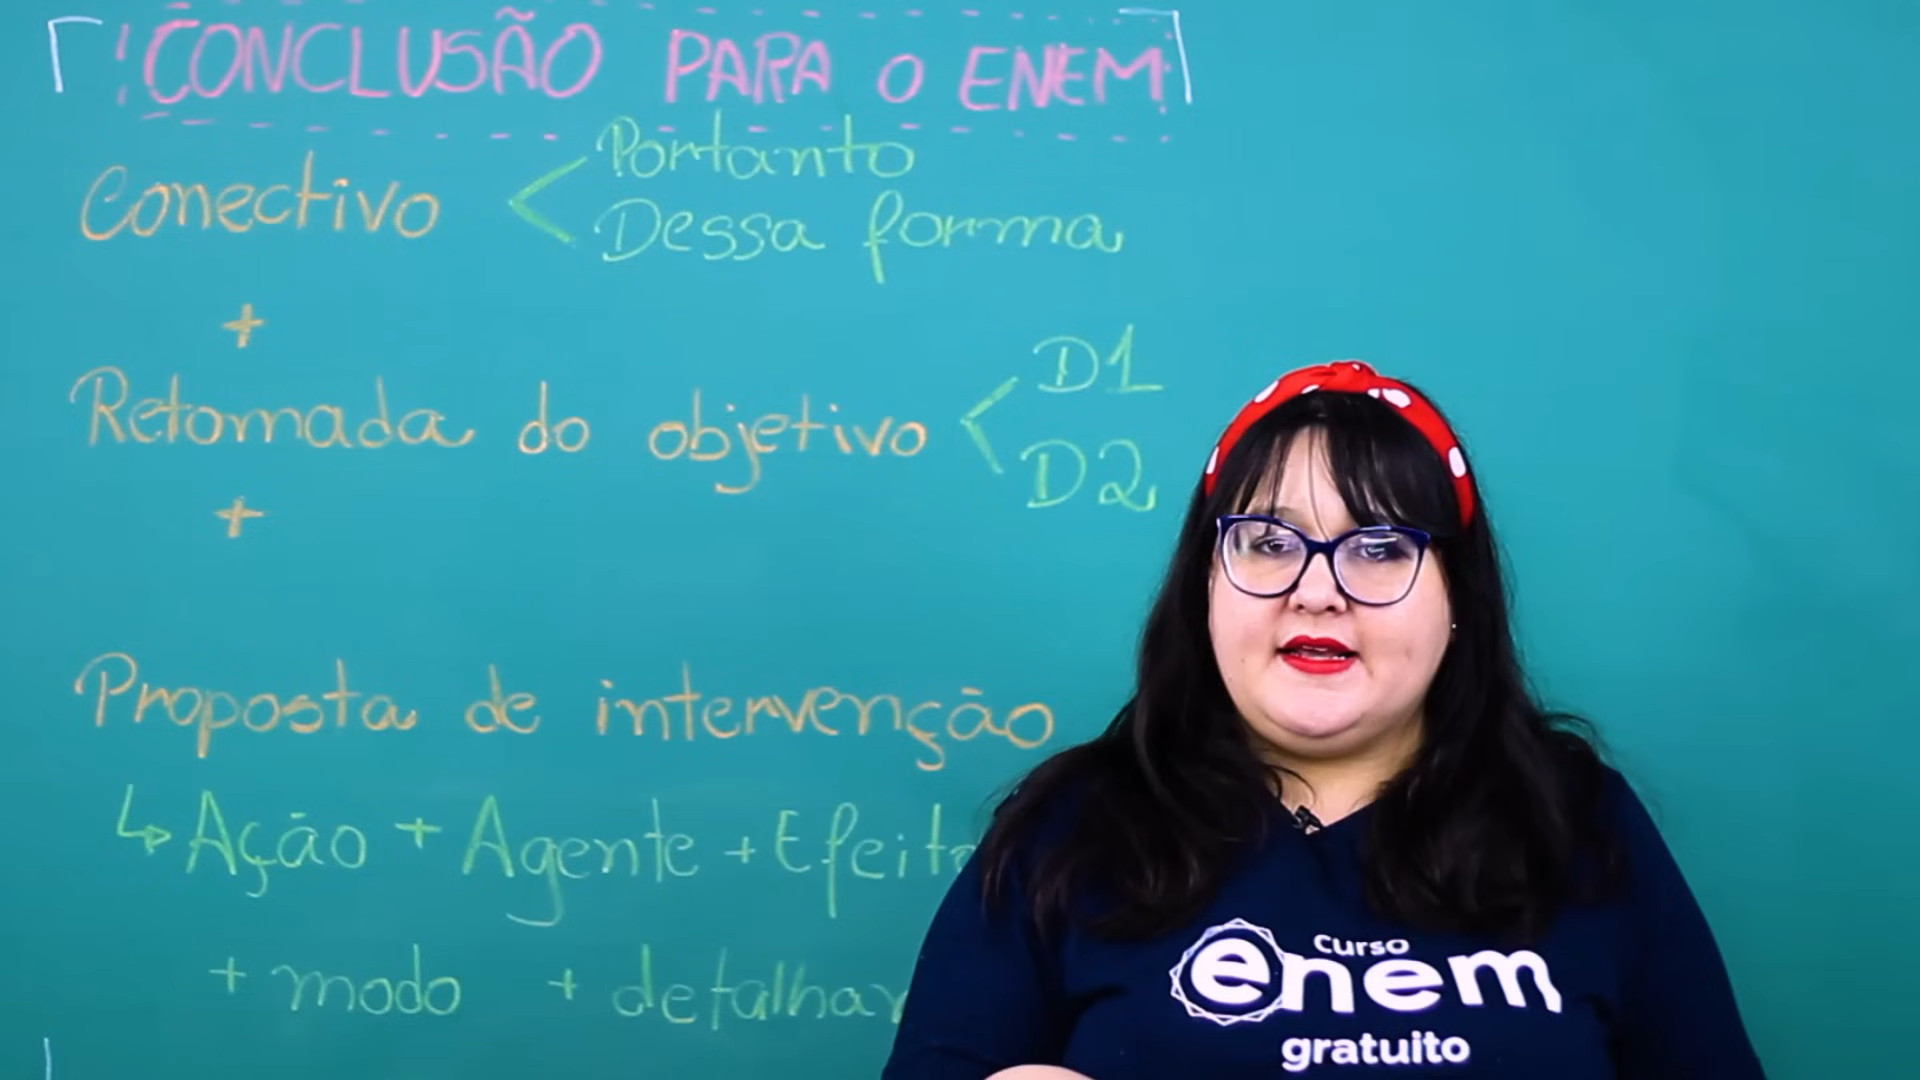 CONCLUSÃO PARA O ENEM
Conectivo < Portanto
Dessa forma
+
Retomada do objetivo < D1
D2
+
Proposta de intervenção
↳ Ação + Agente + Efeito
+ modo + detalhar
Curso
enem
gratuito